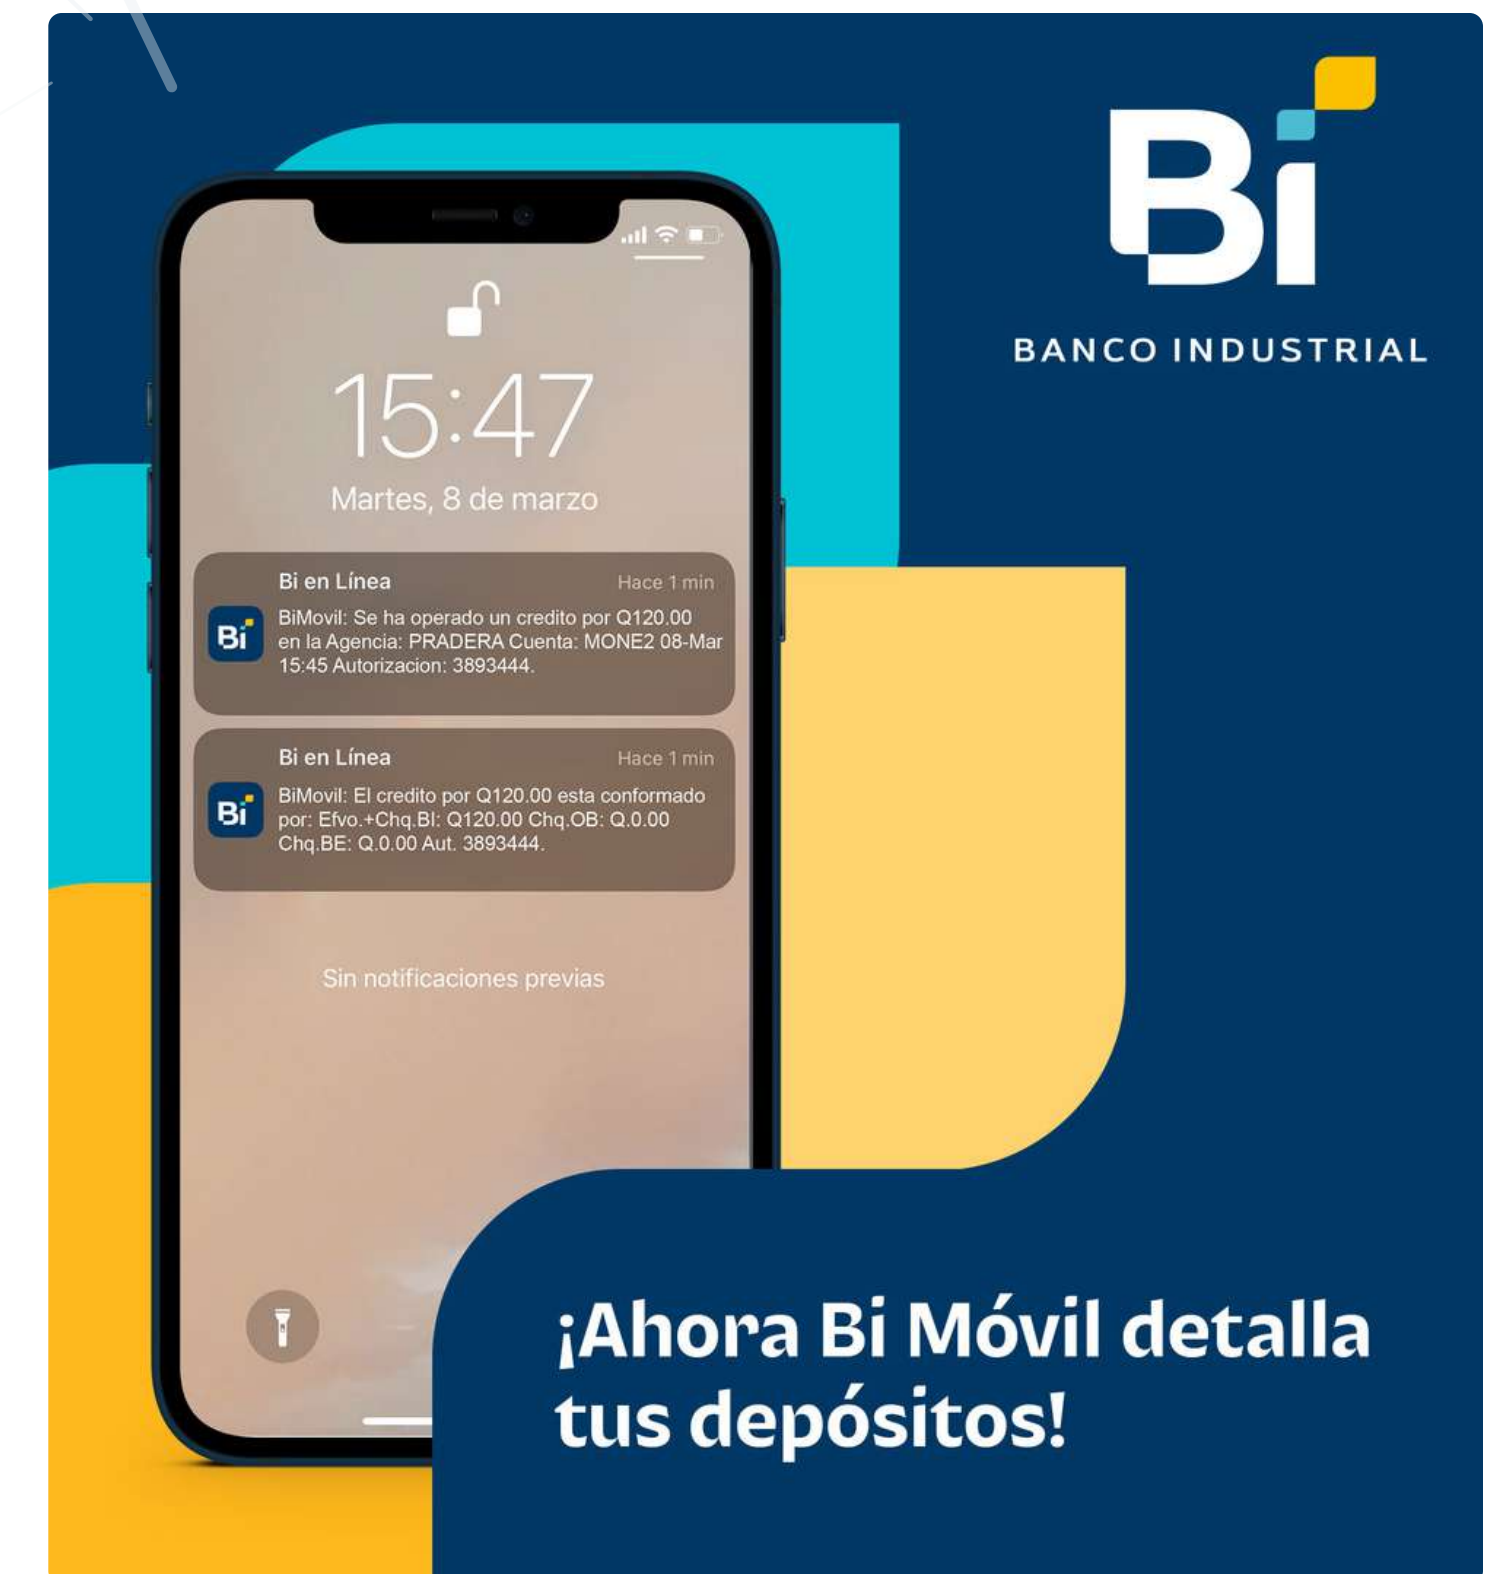 Bi
BANCO INDUSTRIAL
15:47
Martes, 8 de marzo
Bi en Línea
Hace 1 min
Bi
BiMovil: Se ha operado un credito por Q120.00
en la Agencia: PRADERA Cuenta: MONE2 08-Mar
15:45 Autorizacion: 3893444.
Bi en Línea
Hace 1 min
Bi
BiMovil: El credito por Q120.00 esta conformado
por: Efvo.+Chq.BI: Q120.00 Chq.OB: Q.0.00
Chq.BE: Q.0.00 Aut. 3893444.
Sin notificaciones previas
¡Ahora Bi Móvil detalla
tus depósitos!